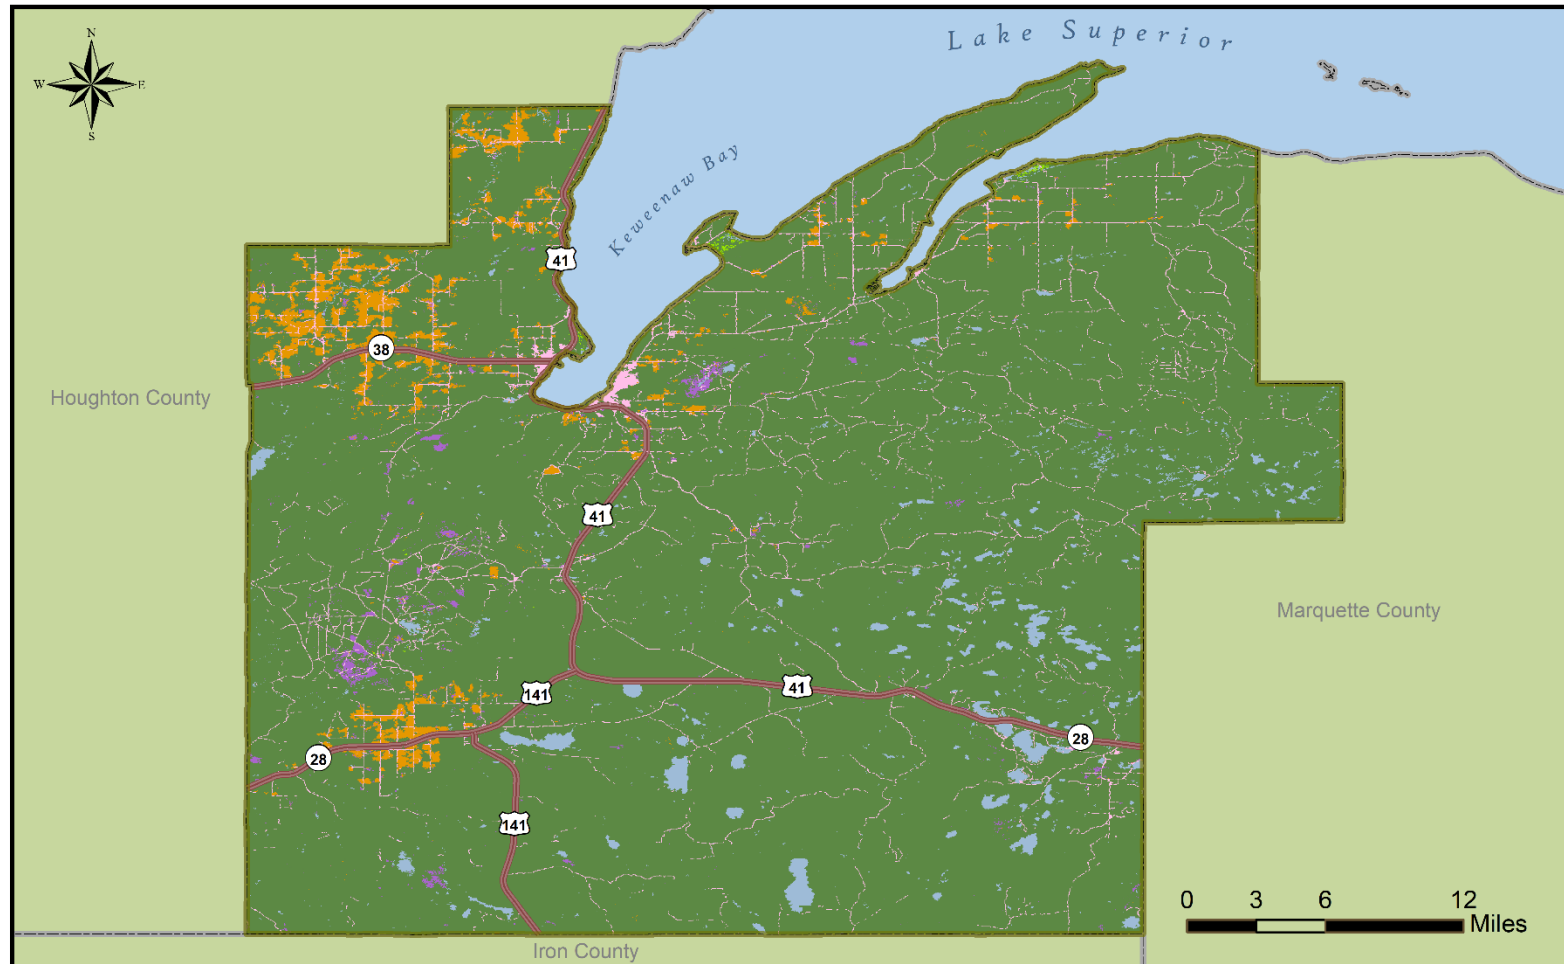 Lake Superior
N
W E
S
Keweenaw Bay
41
38
Houghton County
41
Marquette County
141
41
28
28
141
0 3 6 12
Miles
Iron County